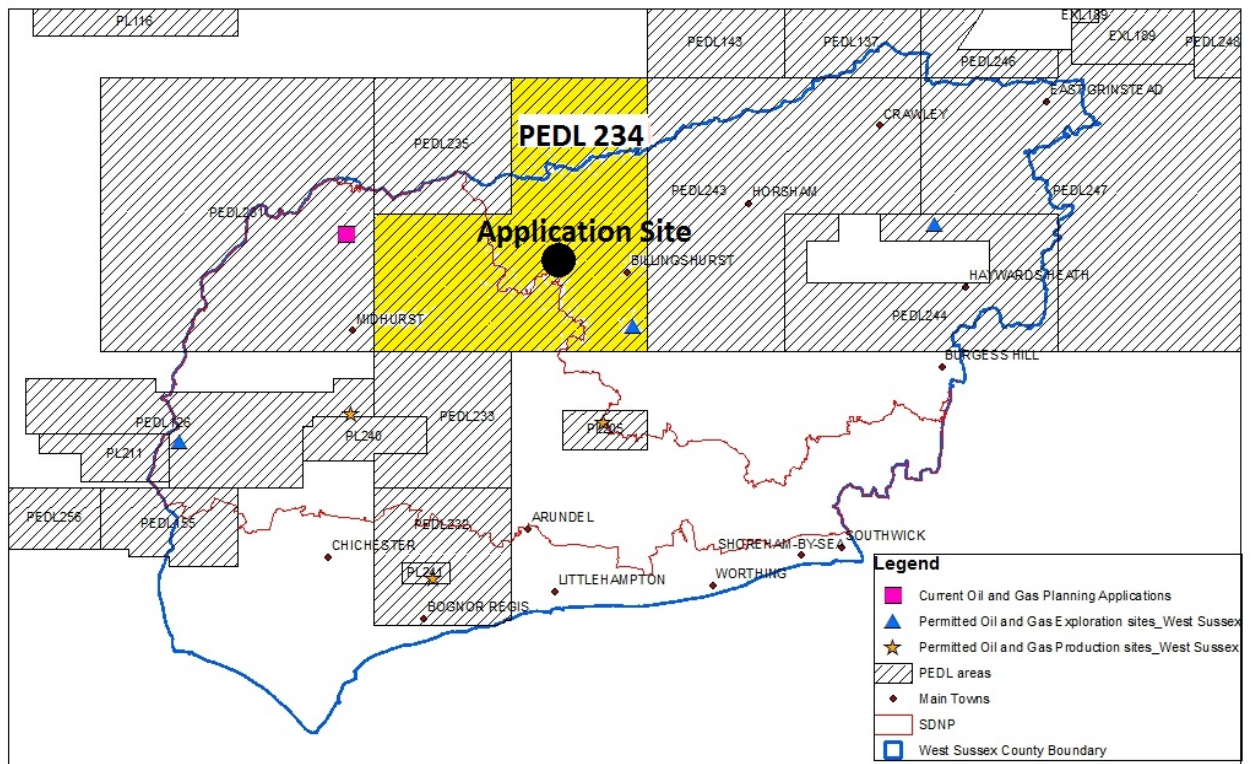 PL116
EXL189
PEDL143
PEDL137
EXL189
PEDL248
PEDL246
EAST GRINSTEAD
CRAWLEY
PEDL 234
PEDL235
PEDL243
HORSHAM
PEDL247
PEDL231
Application Site
BILLINGSHURST
HAYWARDS HEATH
MIDHURST
PEDL244
BURGESS HILL
PEDL126
PL240
PEDL233
PL205
PL211
PEDL256
PEDL155
PEDL232
ARUNDEL
CHICHESTER
SHOREHAM-BY-SEA
SOUTHWICK
PL241
LITTLEHAMPTON
WORTHING
BOGNOR REGIS
Legend
Current Oil and Gas Planning Applications
Permitted Oil and Gas Exploration sites_West Sussex
Permitted Oil and Gas Production sites_West Sussex
PEDL areas
Main Towns
SDNP
West Sussex County Boundary